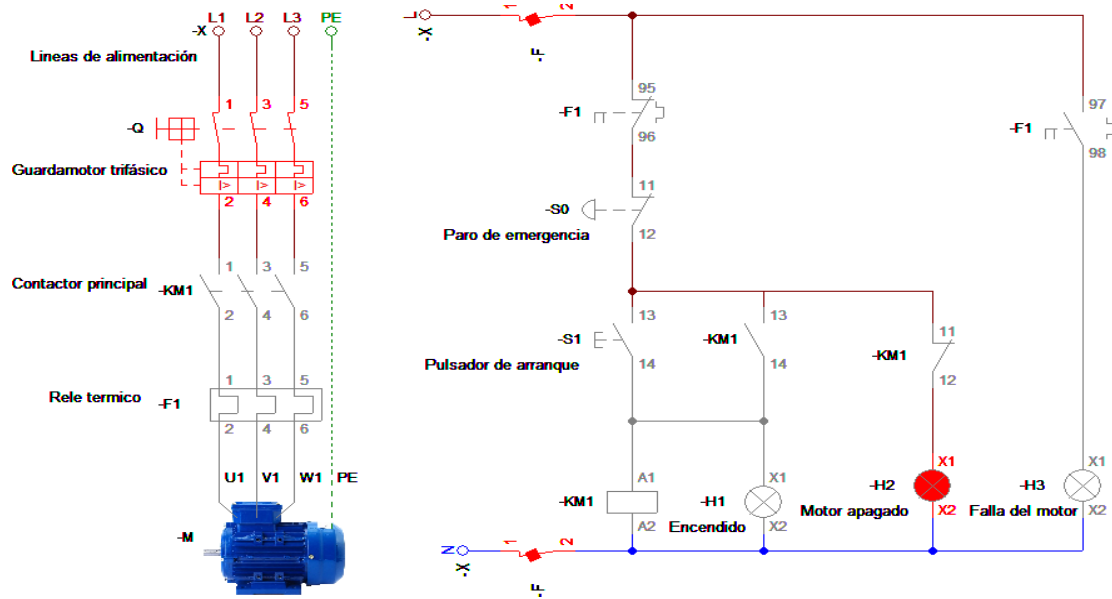 L1 L2 L3 PE
-X
Lineas de alimentación
1 3 5
-Q
Guardamotor trifásico
I> I> I>
2 4 6
1 3 5
Contactor principal -KM1
2 4 6
1 3 5
Rele termico -F1
2 4 6
U1 V1 W1 PE
-M
L
-X
1 2
-F
95
-F1
96
97
-F1
98
11
-S0
12
Paro de emergencia
13
-S1
14
Pulsador de arranque
13
-KM1
14
11
-KM1
12
A1
-KM1
A2
X1
-H1
X2
Encendido
X1
-H2
X2
Motor apagado
X1
-H3
X2
Falla del motor
N
-X
1 2
-F